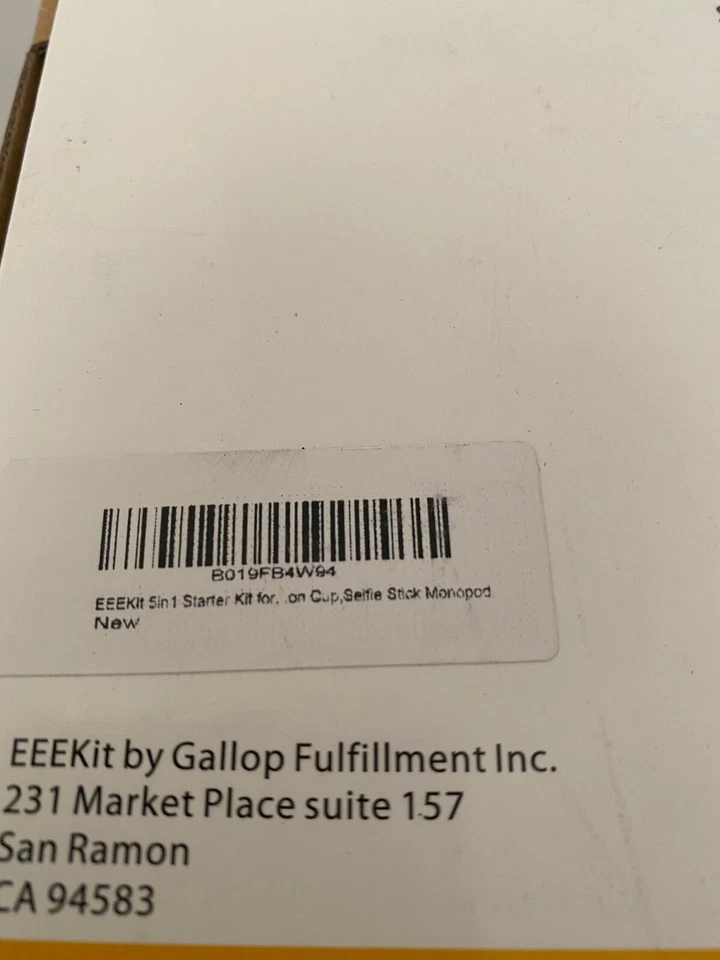 B019FB4W94
EEEKit 5in1 Starter Kit for. .on Cup,Selfie Stick Monopod
New
EEEKit by Gallop Fulfillment Inc.
231 Market Place suite 157
San Ramon
CA 94583